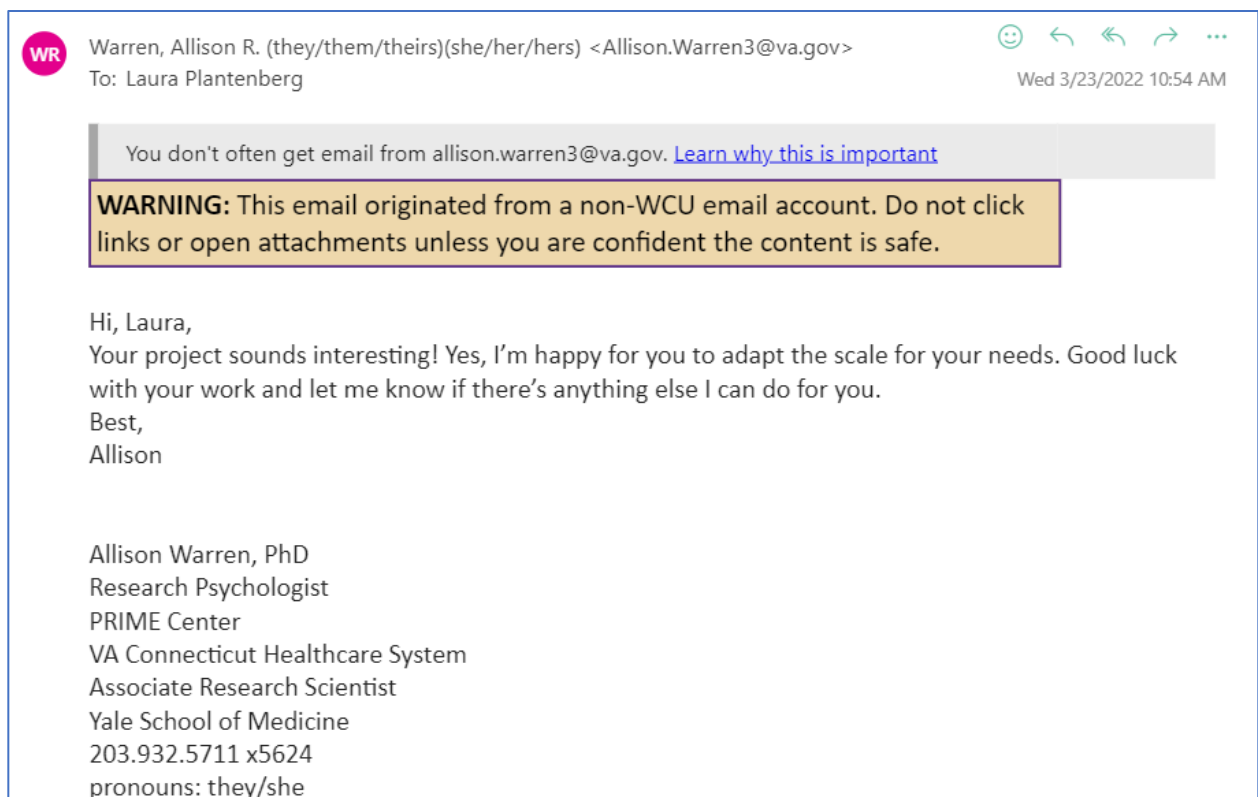 WR
Warren, Allison R. (they/them/theirs)(she/her/hers) <Allison.Warren3@va.gov>
To: Laura Plantenberg
Wed 3/23/2022 10:54 AM
You don't often get email from allison.warren3@va.gov. Learn why this is important
WARNING: This email originated from a non-WCU email account. Do not click
links or open attachments unless you are confident the content is safe.
Hi, Laura,
Your project sounds interesting! Yes, I’m happy for you to adapt the scale for your needs. Good luck
with your work and let me know if there’s anything else I can do for you.
Best,
Allison
Allison Warren, PhD
Research Psychologist
PRIME Center
VA Connecticut Healthcare System
Associate Research Scientist
Yale School of Medicine
203.932.5711 x5624
pronouns: they/she